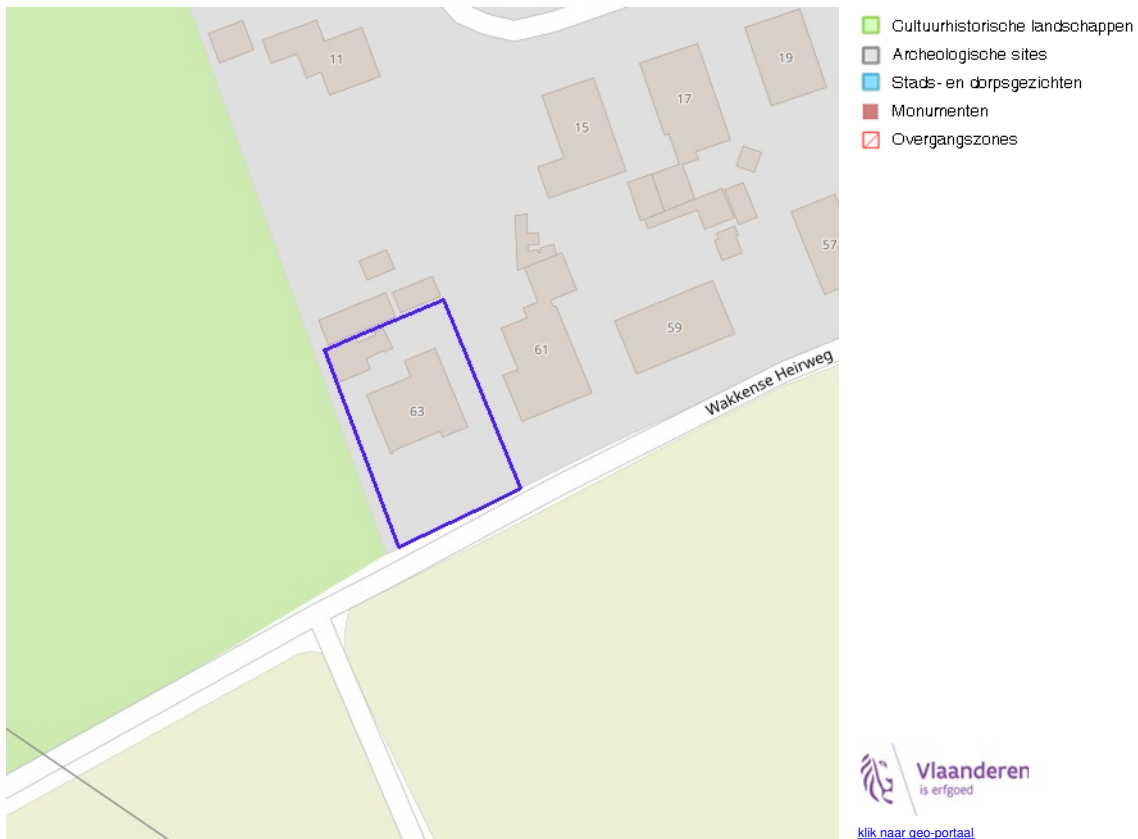 11
19
17
15
57
59
61
63
Wakkense Heirweg
Cultuurhistorische landschappen
Archeologische sites
Stads- en dorpsgezichten
Monumenten
Overgangszones
Vlaanderen
is erfgoed
klik naar geo-portaal